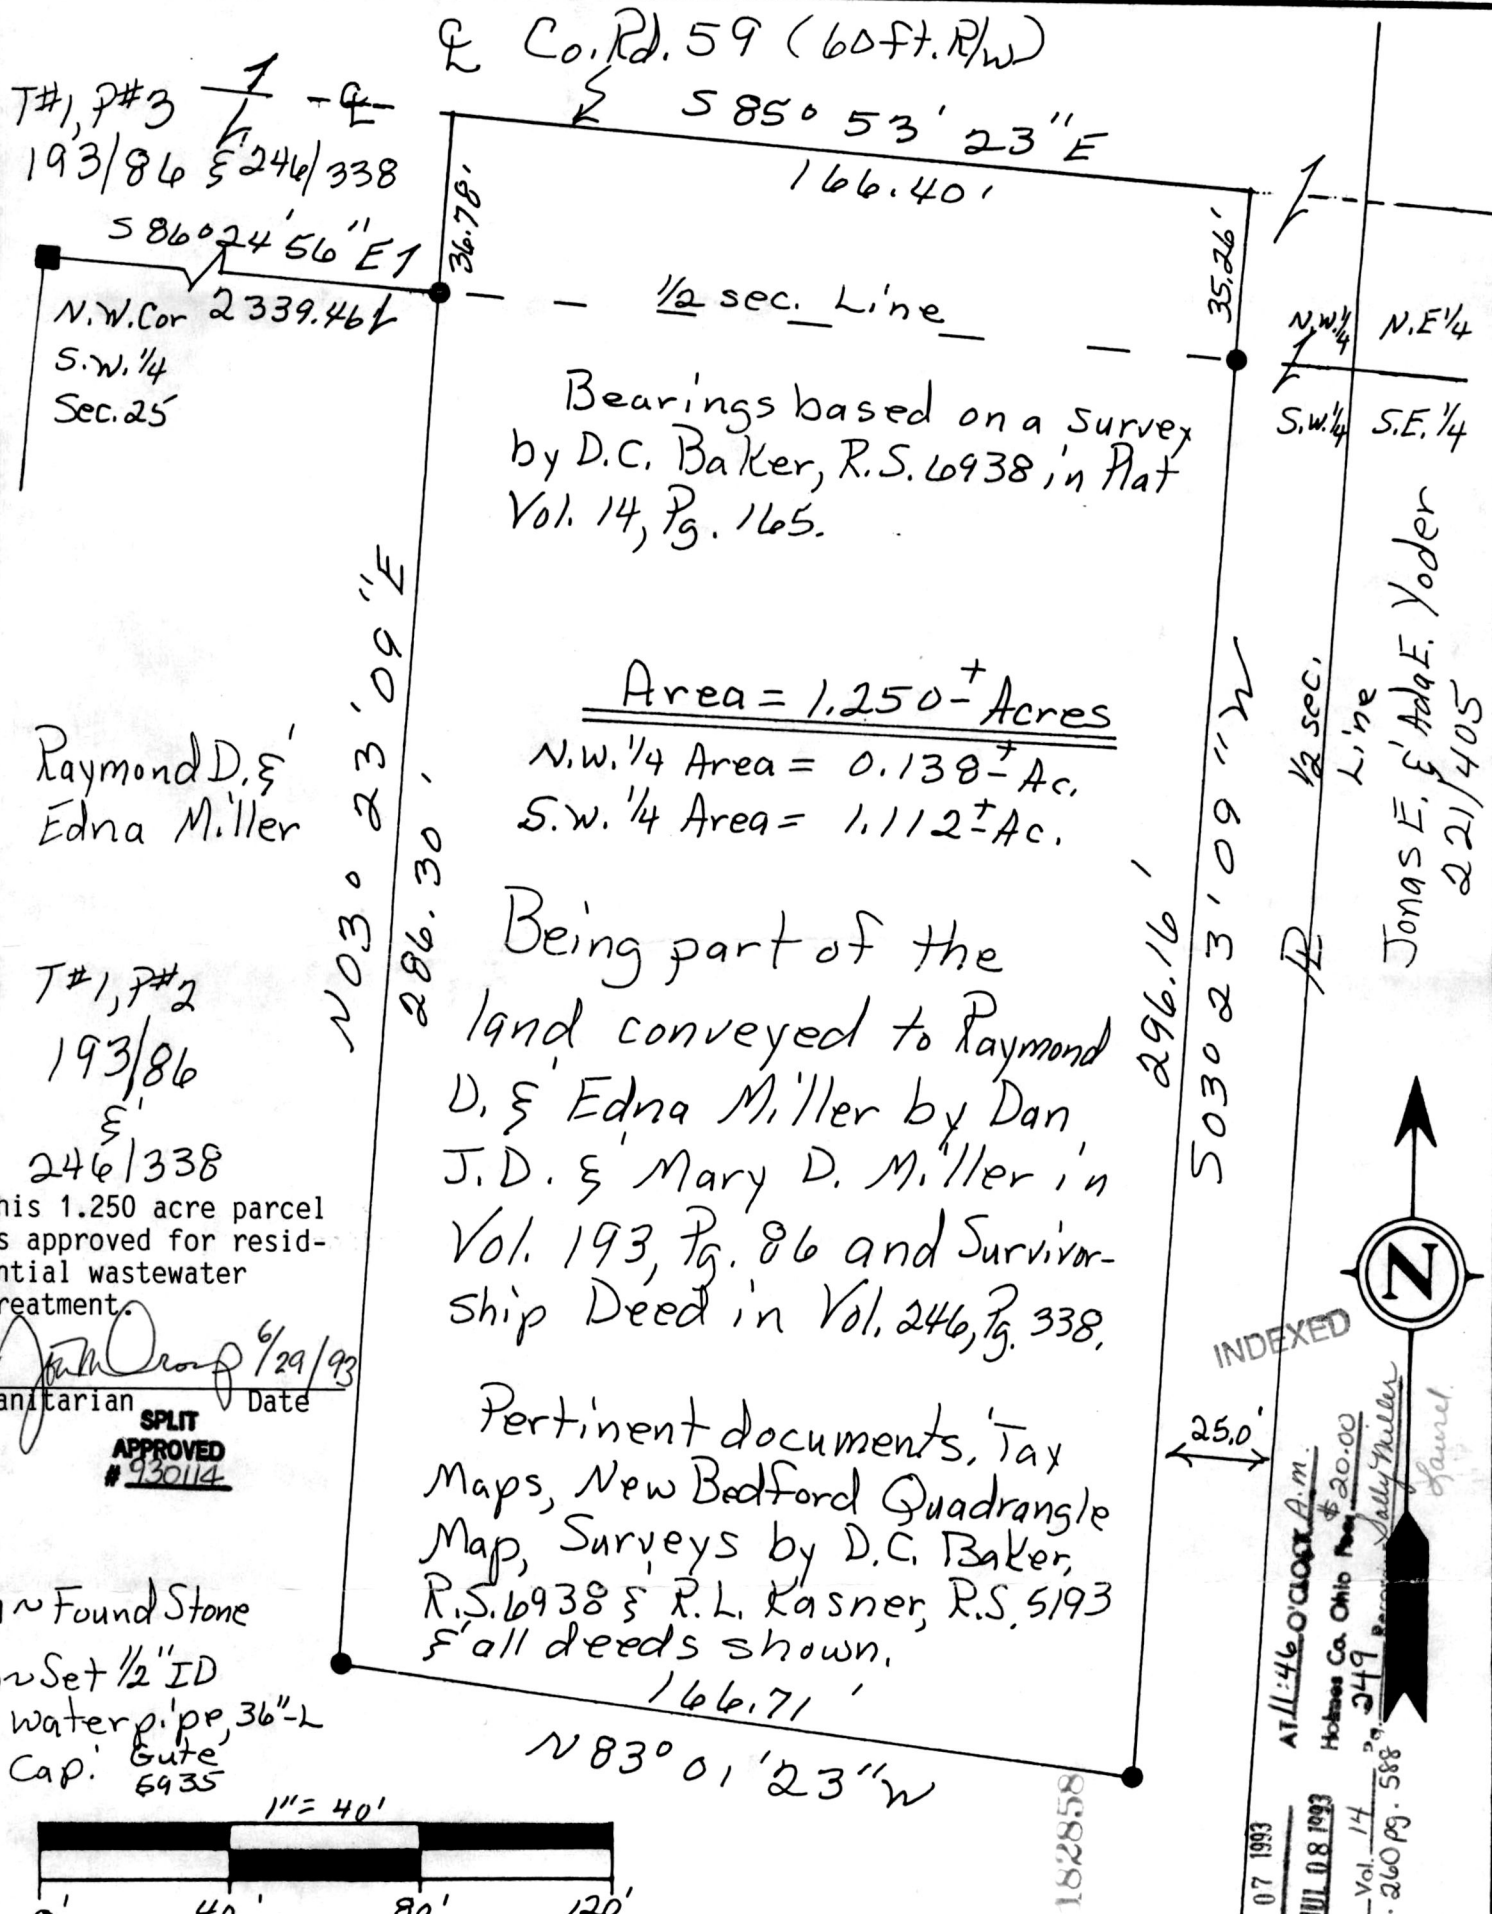 ℄ Co. Rd. 59 (60ft. R/W)
T#1, P#3
193/86 & 246/338
℄
S 85° 53' 23" E
166.40'
S 86° 24' 56" E
2339.46
36.78'
35.26'
N.W. Cor
S.W. 1/4
Sec. 25
1/2 sec. Line
N.W. 1/4 N.E 1/4
S.W. 1/4 S.E. 1/4
Bearings based on a survey
by D.C. Baker, R.S. 6938 in Plat
Vol. 14, Pg. 165.
N 03° 23' 09" E
286.30'
Area = 1.250± Acres
N.W. 1/4 Area = 0.138± Ac.
S.W. 1/4 Area = 1.112± Ac.
Raymond D. &
Edna Miller
T#1, P#2
193/86
&
246/338
Being part of the
land conveyed to Raymond
D. & Edna Miller by Dan
J.D. & Mary D. Miller in
Vol. 193, Pg. 86 and Survivor-
ship Deed in Vol. 246, Pg. 338.
296.16'
S 03° 23' 09" W
1/2 sec.
Line
Jonas E. & Ada E. Yoder
221/405
his 1.250 acre parcel
s approved for resid-
ntial wastewater
reatment.
6/29/93
anitarian Date
SPLIT
APPROVED
# 930114
Pertinent documents, Tax
Maps, New Bedford Quadrangle
Map, Surveys by D.C. Baker,
R.S. 6938 & R.L. Kasner, R.S. 5193
& all deeds shown.
N
INDEXED
25.0'
~ Found Stone
~ Set 1/2" ID
waterpipe, 36"-L
Cap: Gute
6935
166.71'
N 83° 01' 23" W
1"= 40'
0' 40' 80' 120'
182858
07 1993
JUL 08 1993
AT 11:46 O'CLOCK A.M.
Holmes Co. Ohio Fee $20.00
Vol. 14 Pg. 249
Sally Miller
260 pg. 588
Laurel